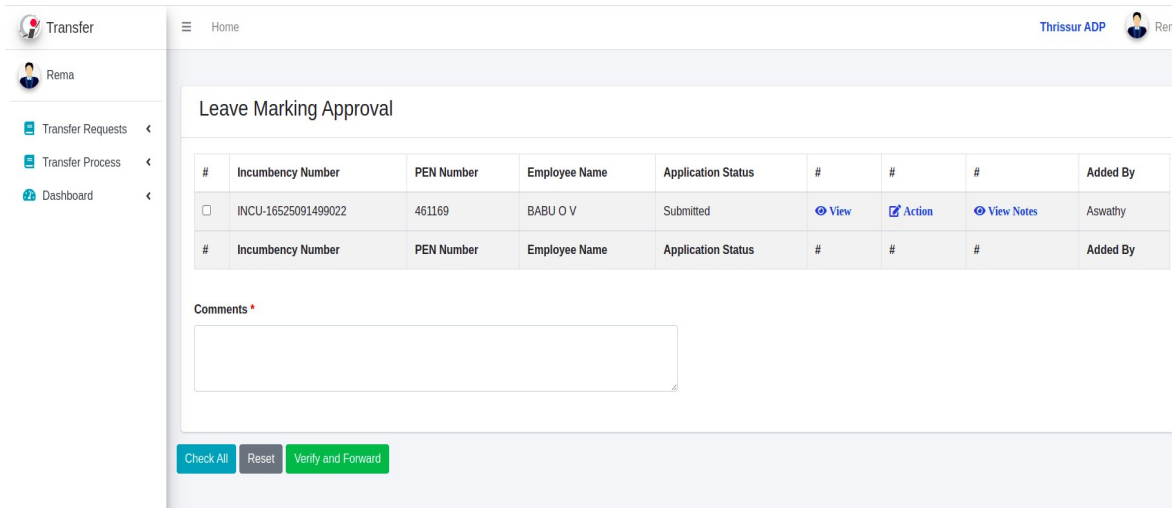 Transfer
Home
Thrissur ADP
Rema
Transfer Requests
Transfer Process
Dashboard
Leave Marking Approval
# Incumbency Number PEN Number Employee Name Application Status # # # Added By
INCU-16525091499022 461169 BABU O V Submitted View Action View Notes Aswathy
# Incumbency Number PEN Number Employee Name Application Status # # # Added By
Comments *
Check All Reset Verify and Forward